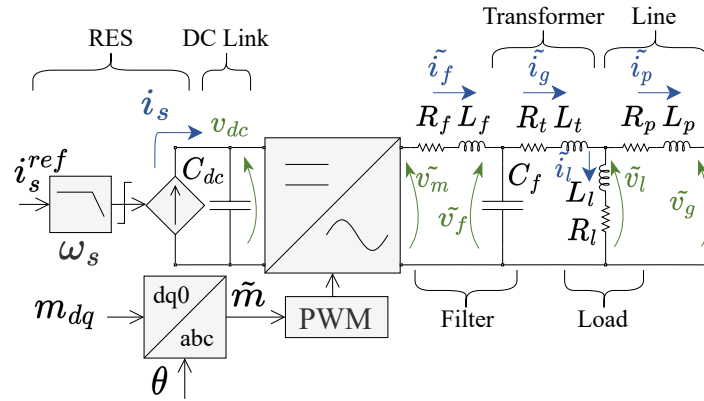 Transformer Line
RES DC Link
ĩ_f ĩ_g ĩ_p
i_s
R_f L_f R_t L_t R_p L_p
v_dc
i_s^ref
C_dc
ṽ_m
C_f
ĩ_l
L_l
ṽ_l
ṽ_f
ṽ_g
R_l
ω_s
m_dq
dq0
abc
m̃
PWM
Filter Load
θ